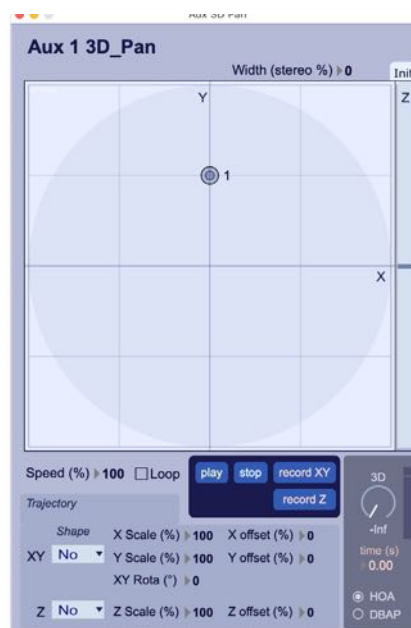 Aux 3D Pan
Aux 1 3D_Pan
Width (stereo %) 0
Init
Y
Z
1
X
Speed (%) 100 Loop play stop record XY
record Z
3D
Trajectory
-Inf
Shape X Scale (%) 100 X offset (%) 0
XY No Y Scale (%) 100 Y offset (%) 0
time (s)
0.00
XY Rota (°) 0
HOA
Z No Z Scale (%) 100 Z offset (%) 0
DBAP